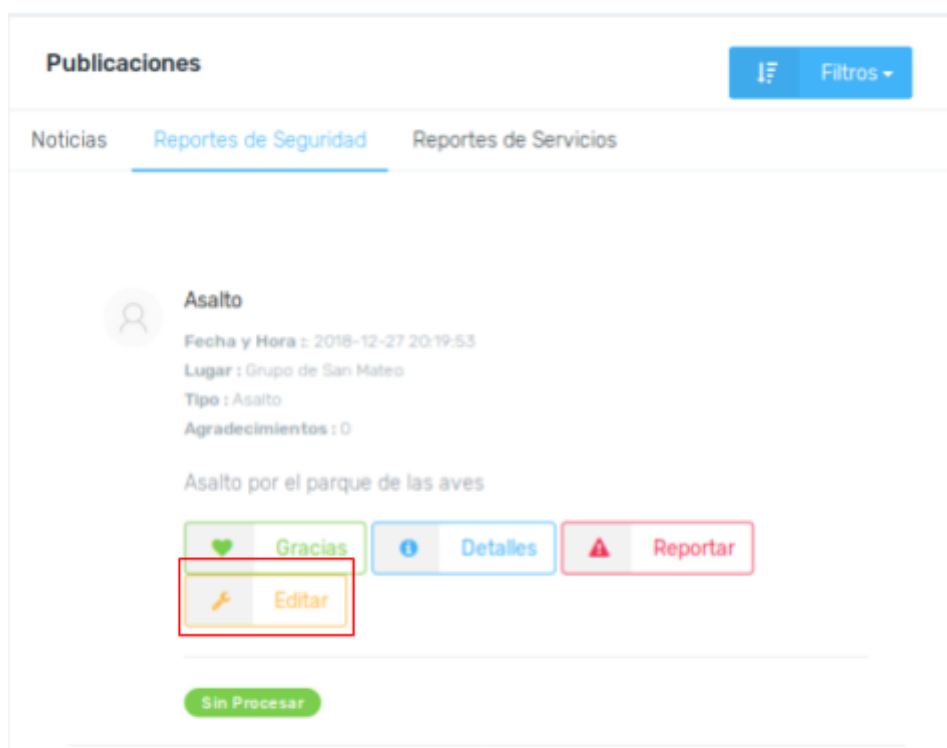 Publicaciones
Filtros
Noticias Reportes de Seguridad Reportes de Servicios
Asalto
Fecha y Hora :: 2018-12-27 20:19:53
Lugar : Grupo de San Mateo
Tipo : Asalto
Agradecimientos : 0
Asalto por el parque de las aves
Gracias Detalles Reportar
Editar
Sin Procesar